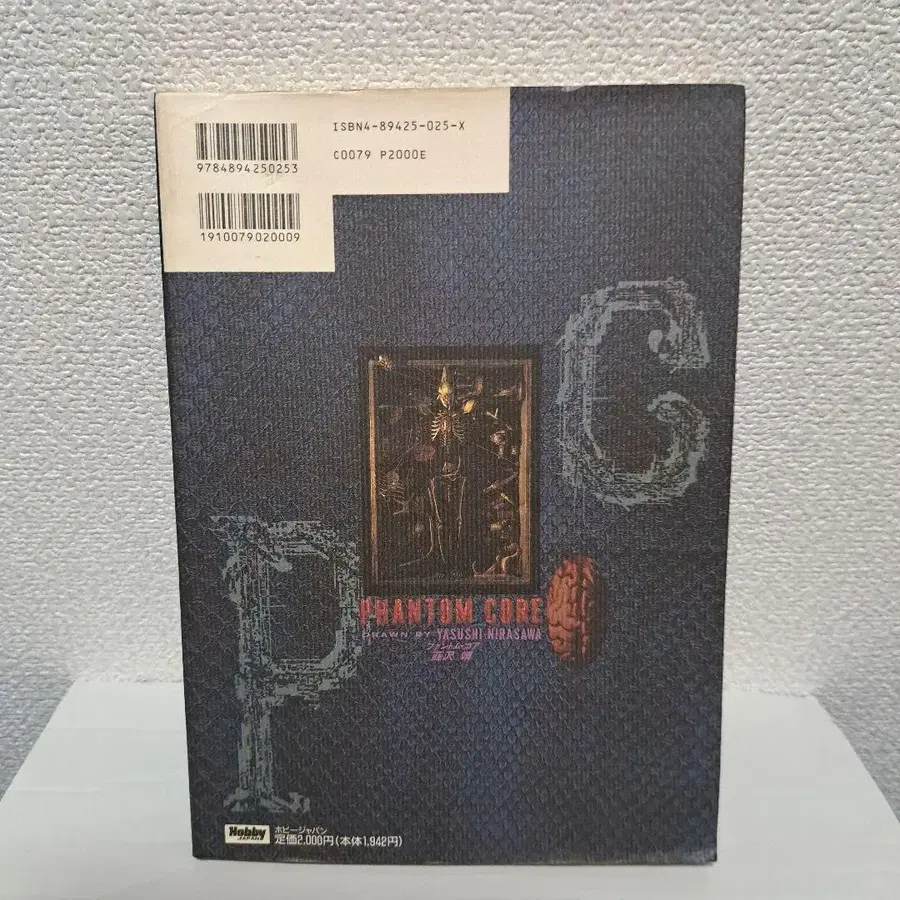 ISBN4-89425-025-X
C0079 P2000E
9784894250253
1910079020009
C
P
PHANTOM CORE
DRAWN BY YASUSHI NIRASAWA
ファントム・コア
韮沢 靖
Hobby
JAPAN
ホビージャパン
定価2,000円(本体1,942円)